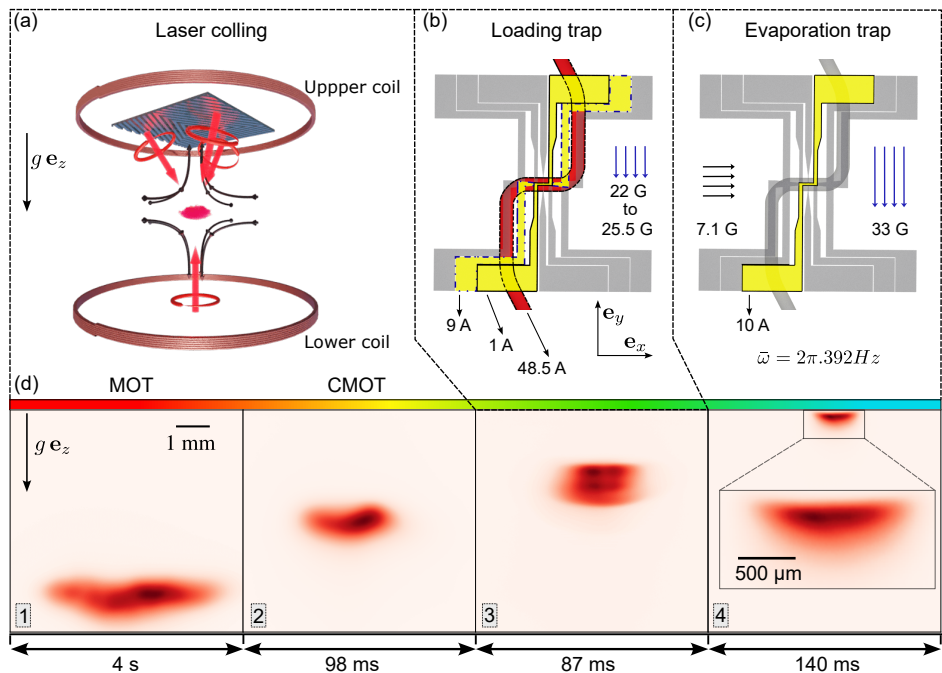 (a)
Laser colling
Uppper coil
g e_z
Lower coil
(b)
Loading trap
22 G
to
25.5 G
9 A
1 A
48.5 A
e_y
e_x
(c)
Evaporation trap
7.1 G
33 G
10 A
ω̄ = 2π.392Hz
(d)
MOT
CMOT
g e_z
1 mm
500 μm
1
2
3
4
4 s
98 ms
87 ms
140 ms